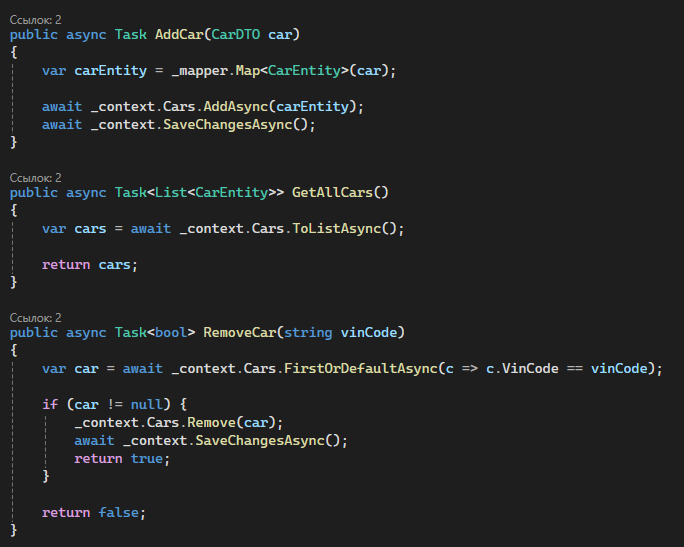 Ссылок: 2
public async Task AddCar(CarDTO car)
{
    var carEntity = _mapper.Map<CarEntity>(car);

    await _context.Cars.AddAsync(carEntity);
    await _context.SaveChangesAsync();
}

Ссылок: 2
public async Task<List<CarEntity>> GetAllCars()
{
    var cars = await _context.Cars.ToListAsync();

    return cars;
}

Ссылок: 2
public async Task<bool> RemoveCar(string vinCode)
{
    var car = await _context.Cars.FirstOrDefaultAsync(c => c.VinCode == vinCode);

    if (car != null) {
        _context.Cars.Remove(car);
        await _context.SaveChangesAsync();
        return true;
    }

    return false;
}